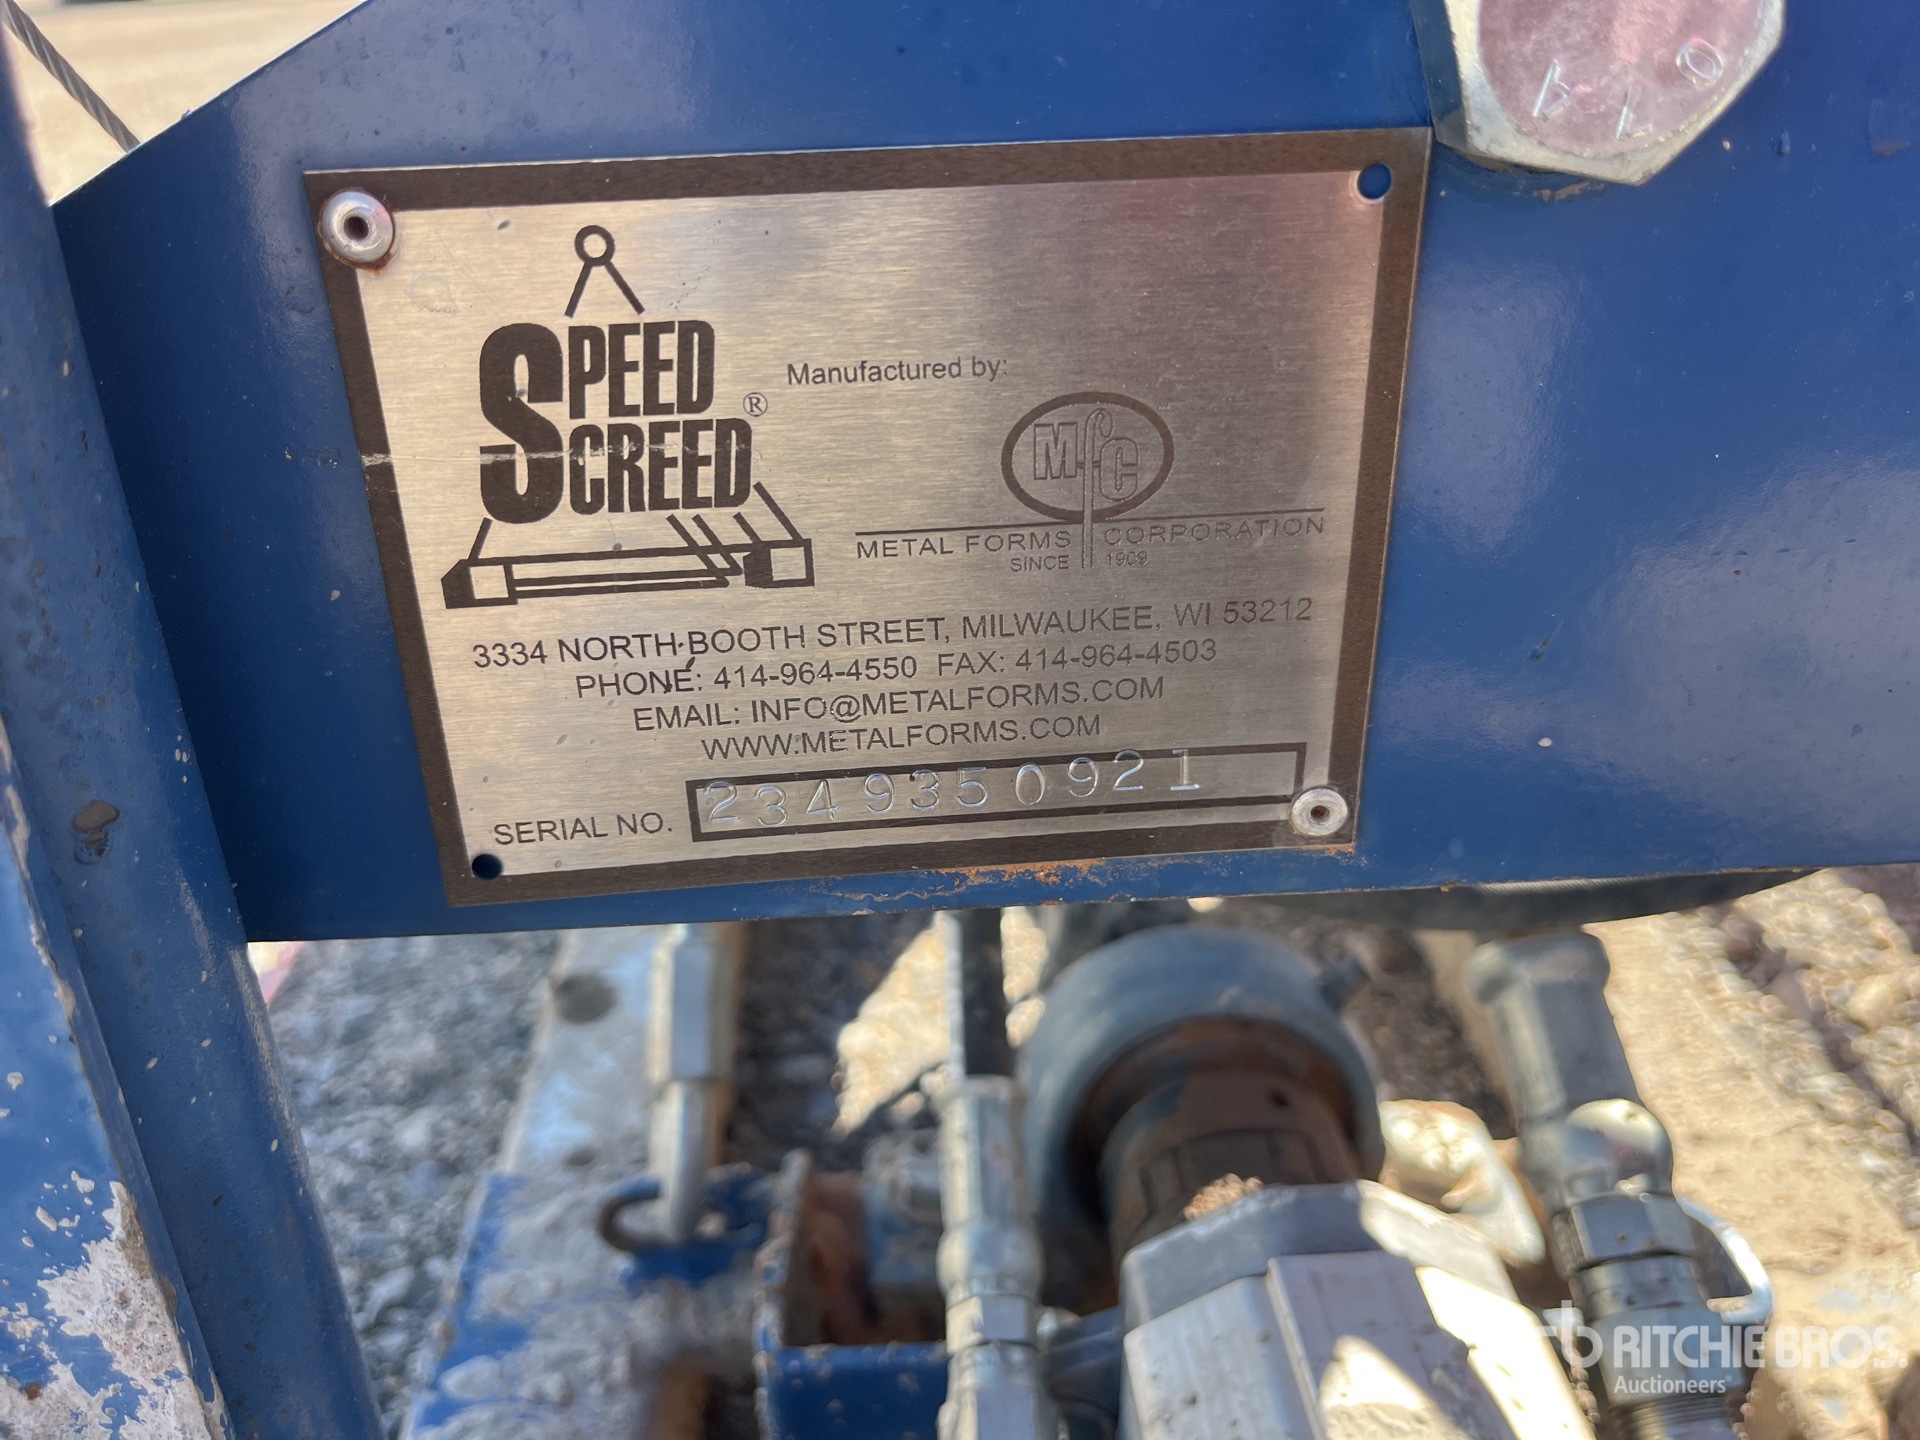 SPEED
SCREED®
Manufactured by:
MfC
METAL FORMS CORPORATION
SINCE 1909
3334 NORTH BOOTH STREET, MILWAUKEE, WI 53212
PHONE: 414-964-4550 FAX: 414-964-4503
EMAIL: INFO@METALFORMS.COM
WWW.METALFORMS.COM
SERIAL NO. 2349350921
rb RITCHIE BROS.
Auctioneers